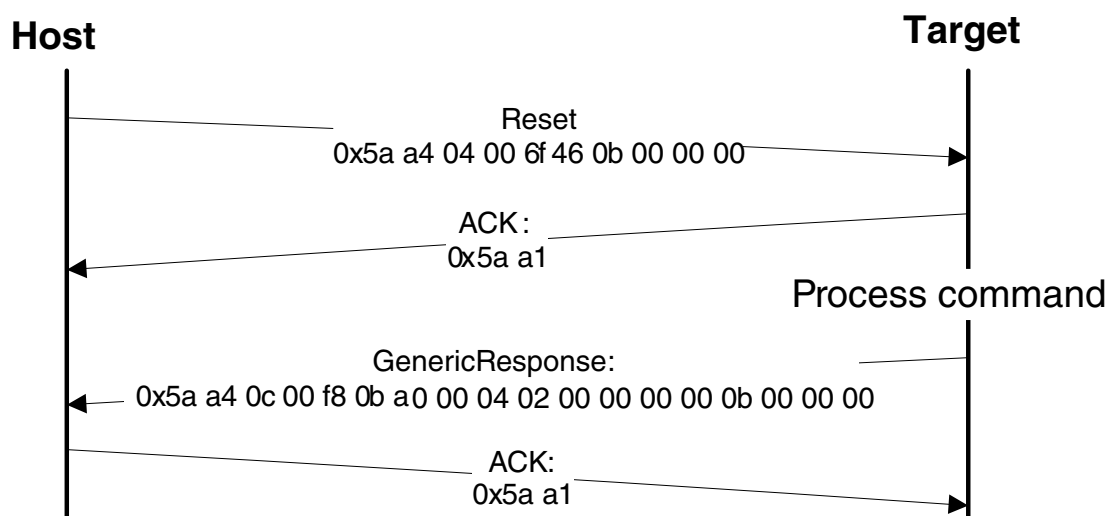 Host
Target
Reset
0x5a a4 04 00 6f 46 0b 00 00 00
ACK:
0x5a a1
Process command
GenericResponse:
0x5a a4 0c 00 f8 0b a0 00 04 02 00 00 00 00 0b 00 00 00
ACK:
0x5a a1